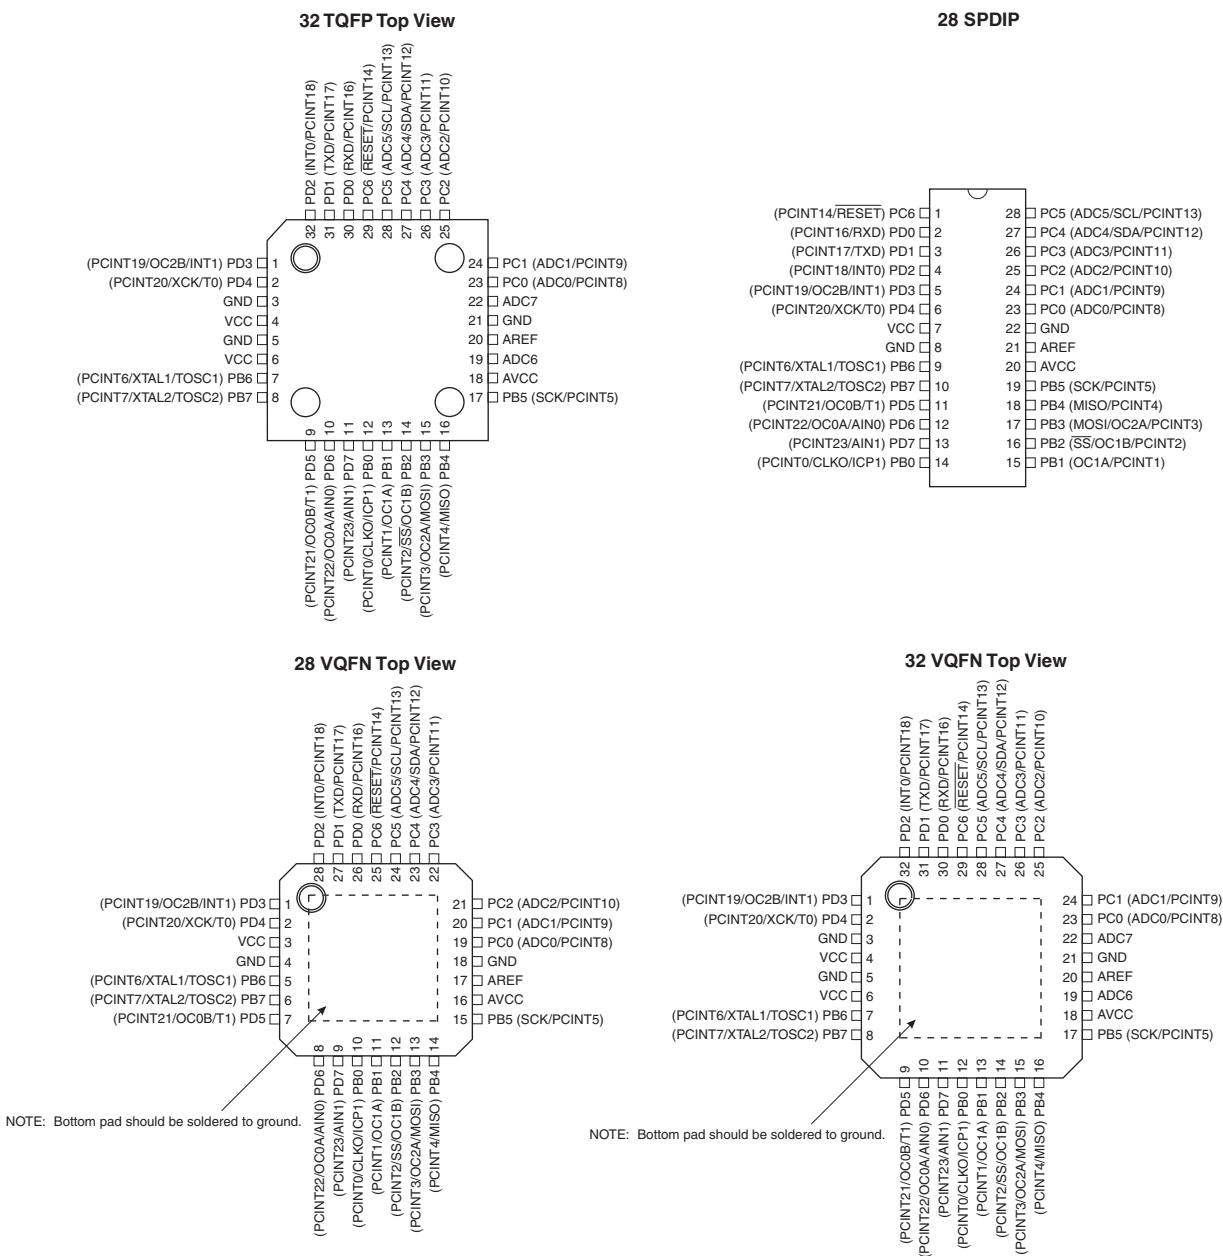 32 TQFP Top View
PD2 (INT0/PCINT18)
PD1 (TXD/PCINT17)
PD0 (RXD/PCINT16)
PC6 (RESET/PCINT14)
PC5 (ADC5/SCL/PCINT13)
PC4 (ADC4/SDA/PCINT12)
PC3 (ADC3/PCINT11)
PC2 (ADC2/PCINT10)
32 31 30 29 28 27 26 25
(PCINT19/OC2B/INT1) PD3 1
(PCINT20/XCK/T0) PD4 2
GND 3
VCC 4
GND 5
VCC 6
(PCINT6/XTAL1/TOSC1) PB6 7
(PCINT7/XTAL2/TOSC2) PB7 8
24 PC1 (ADC1/PCINT9)
23 PC0 (ADC0/PCINT8)
22 ADC7
21 GND
20 AREF
19 ADC6
18 AVCC
17 PB5 (SCK/PCINT5)
9 10 11 12 13 14 15 16
(PCINT21/OC0B/T1) PD5
(PCINT22/OC0A/AIN0) PD6
(PCINT23/AIN1) PD7
(PCINT0/CLKO/ICP1) PB0
(PCINT1/OC1A) PB1
(PCINT2/SS/OC1B) PB2
(PCINT3/OC2A/MOSI) PB3
(PCINT4/MISO) PB4
28 SPDIP
(PCINT14/RESET) PC6 1
(PCINT16/RXD) PD0 2
(PCINT17/TXD) PD1 3
(PCINT18/INT0) PD2 4
(PCINT19/OC2B/INT1) PD3 5
(PCINT20/XCK/T0) PD4 6
VCC 7
GND 8
(PCINT6/XTAL1/TOSC1) PB6 9
(PCINT7/XTAL2/TOSC2) PB7 10
(PCINT21/OC0B/T1) PD5 11
(PCINT22/OC0A/AIN0) PD6 12
(PCINT23/AIN1) PD7 13
(PCINT0/CLKO/ICP1) PB0 14
28 PC5 (ADC5/SCL/PCINT13)
27 PC4 (ADC4/SDA/PCINT12)
26 PC3 (ADC3/PCINT11)
25 PC2 (ADC2/PCINT10)
24 PC1 (ADC1/PCINT9)
23 PC0 (ADC0/PCINT8)
22 GND
21 AREF
20 AVCC
19 PB5 (SCK/PCINT5)
18 PB4 (MISO/PCINT4)
17 PB3 (MOSI/OC2A/PCINT3)
16 PB2 (SS/OC1B/PCINT2)
15 PB1 (OC1A/PCINT1)
28 VQFN Top View
PD2 (INT0/PCINT18)
PD1 (TXD/PCINT17)
PD0 (RXD/PCINT16)
PC6 (RESET/PCINT14)
PC5 (ADC5/SCL/PCINT13)
PC4 (ADC4/SDA/PCINT12)
PC3 (ADC3/PCINT11)
28 27 26 25 24 23 22
(PCINT19/OC2B/INT1) PD3 1
(PCINT20/XCK/T0) PD4 2
VCC 3
GND 4
(PCINT6/XTAL1/TOSC1) PB6 5
(PCINT7/XTAL2/TOSC2) PB7 6
(PCINT21/OC0B/T1) PD5 7
21 PC2 (ADC2/PCINT10)
20 PC1 (ADC1/PCINT9)
19 PC0 (ADC0/PCINT8)
18 GND
17 AREF
16 AVCC
15 PB5 (SCK/PCINT5)
8 9 10 11 12 13 14
(PCINT22/OC0A/AIN0) PD6
(PCINT23/AIN1) PD7
(PCINT0/CLKO/ICP1) PB0
(PCINT1/OC1A) PB1
(PCINT2/SS/OC1B) PB2
(PCINT3/OC2A/MOSI) PB3
(PCINT4/MISO) PB4
NOTE: Bottom pad should be soldered to ground.
32 VQFN Top View
PD2 (INT0/PCINT18)
PD1 (TXD/PCINT17)
PD0 (RXD/PCINT16)
PC6 (RESET/PCINT14)
PC5 (ADC5/SCL/PCINT13)
PC4 (ADC4/SDA/PCINT12)
PC3 (ADC3/PCINT11)
PC2 (ADC2/PCINT10)
32 31 30 29 28 27 26 25
(PCINT19/OC2B/INT1) PD3 1
(PCINT20/XCK/T0) PD4 2
GND 3
VCC 4
GND 5
VCC 6
(PCINT6/XTAL1/TOSC1) PB6 7
(PCINT7/XTAL2/TOSC2) PB7 8
24 PC1 (ADC1/PCINT9)
23 PC0 (ADC0/PCINT8)
22 ADC7
21 GND
20 AREF
19 ADC6
18 AVCC
17 PB5 (SCK/PCINT5)
9 10 11 12 13 14 15 16
(PCINT21/OC0B/T1) PD5
(PCINT22/OC0A/AIN0) PD6
(PCINT23/AIN1) PD7
(PCINT0/CLKO/ICP1) PB0
(PCINT1/OC1A) PB1
(PCINT2/SS/OC1B) PB2
(PCINT3/OC2A/MOSI) PB3
(PCINT4/MISO) PB4
NOTE: Bottom pad should be soldered to ground.